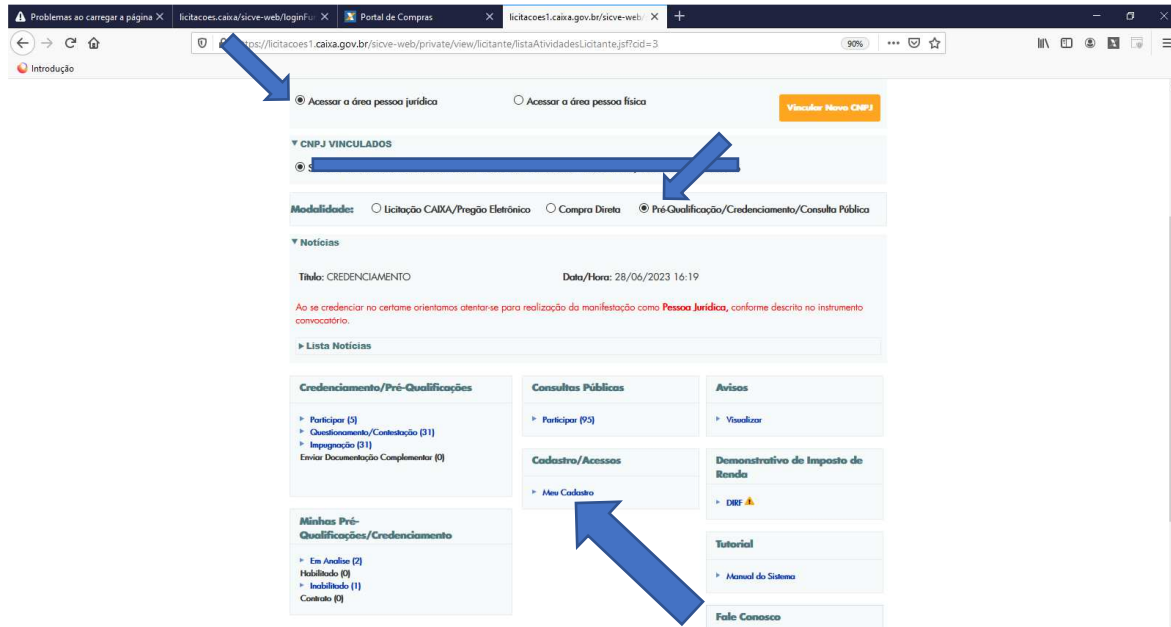 Problemas ao carregar a página
licitacoes.caixa/sicve-web/loginFu
Portal de Compras
licitacoes1.caixa.gov.br/sicve-web/
https://licitacoes1.caixa.gov.br/sicve-web/private/view/licitante/listaAtividadesLicitante.jsf?cid=3
90%
Introdução
Acessar a área pessoa jurídica
Acessar a área pessoa física
Vincular Novo CNPJ
CNPJ VINCULADOS
S
Modalidade: Licitação CAIXA/Pregão Eletrônico Compra Direta Pré-Qualificação/Credenciamento/Consulta Pública
Notícias
Título: CREDENCIAMENTO Data/Hora: 28/06/2023 16:19
Ao se credenciar no certame orientamos atentar-se para realização da manifestação como Pessoa Jurídica, conforme descrito no instrumento
convocatório.
Lista Notícias
Credenciamento/Pré-Qualificações
Participar (5)
Questionamento/Contestação (31)
Impugnação (31)
Enviar Documentação Complementar (0)
Consultas Públicas
Participar (95)
Avisos
Visualizar
Cadastro/Acessos
Meu Cadastro
Demonstrativo de Imposto de
Renda
DIRF
Minhas Pré-
Qualificações/Credenciamento
Em Analise (2)
Habilitado (0)
Inabilitado (1)
Contrato (0)
Tutorial
Manual do Sistema
Fale Conosco